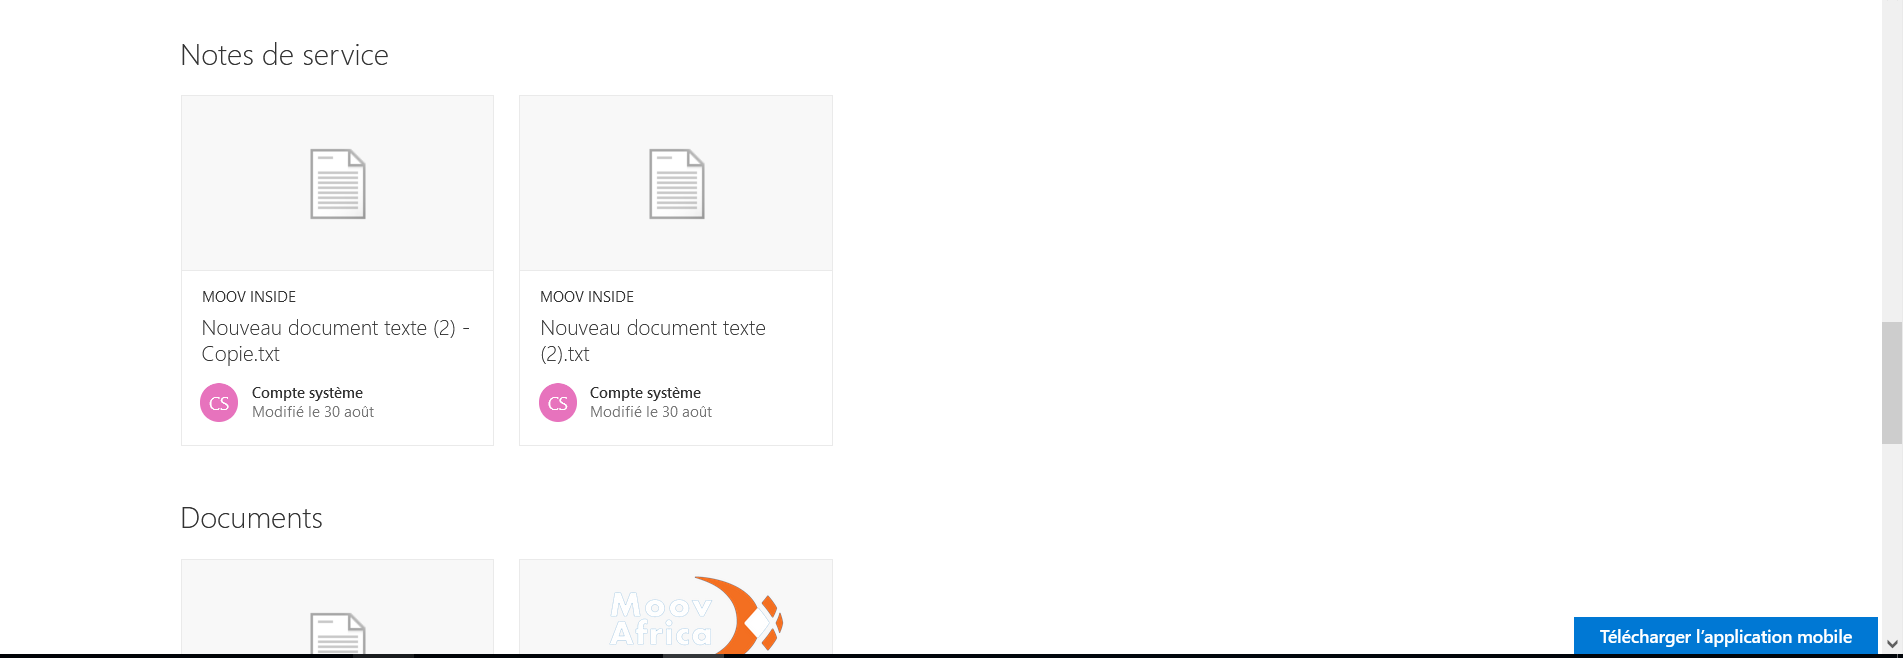 Notes de service
MOOV INSIDE
Nouveau document texte (2) -
Copie.txt
CS
Compte système
Modifié le 30 août
MOOV INSIDE
Nouveau document texte
(2).txt
CS
Compte système
Modifié le 30 août
Documents
Moov
Africa
Télécharger l'application mobile